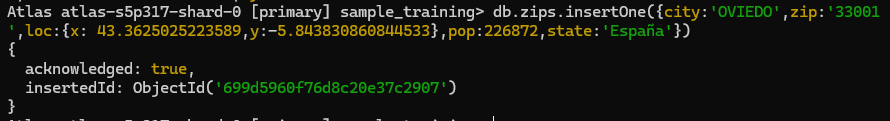 Atlas atlas-s5p317-shard-0 [primary] sample_training> db.zips.insertOne({city:'OVIEDO',zip:'33001
',loc:{x: 43.3625025223589,y:-5.843830860844533},pop:226872,state:'España'})
{
  acknowledged: true,
  insertedId: ObjectId('699d5960f76d8c20e37c2907')
}